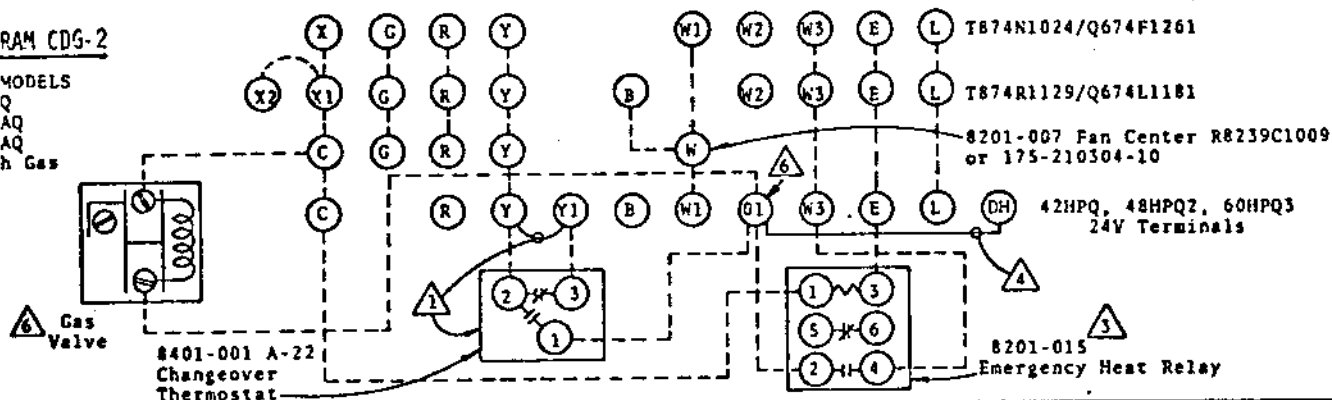 RAM CDG-2
MODELS
Q
AQ
AQ
h Gas
X G R Y W1 W2 W3 E L T874N1024/Q674F1261
X2 Y1 G R Y B W2 W3 E L T874R1129/Q674L1181
C G R Y W
8201-007 Fan Center R8239C1009
or 175-210304-10
6
C R Y Y1 B W1 O1 W3 E L DH 42HPQ, 48HPQ2, 60HPQ3
24V Terminals
1
2 3
1
1 3
5 6
2 4
4
3
6 Gas
Valve
8401-001 A-22
Changeover
Thermostat
8201-015
Emergency Heat Relay